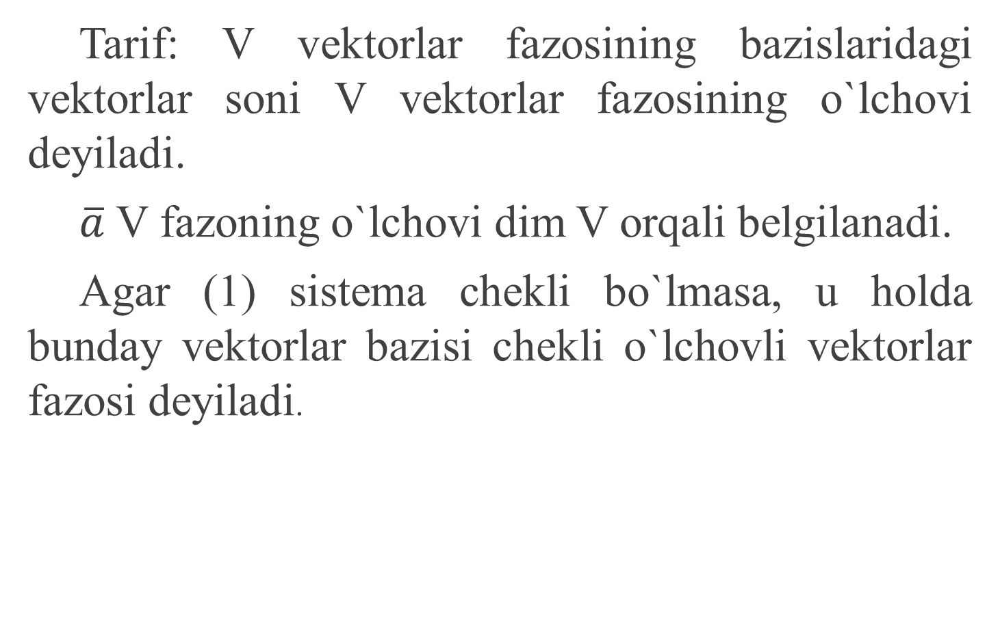 Tarif: V vektorlar fazosining bazislaridagi
vektorlar soni V vektorlar fazosining o`lchovi
deyiladi.
a̅ V fazoning o`lchovi dim V orqali belgilanadi.
Agar (1) sistema chekli bo`lmasa, u holda
bunday vektorlar bazisi chekli o`lchovli vektorlar
fazosi deyiladi.